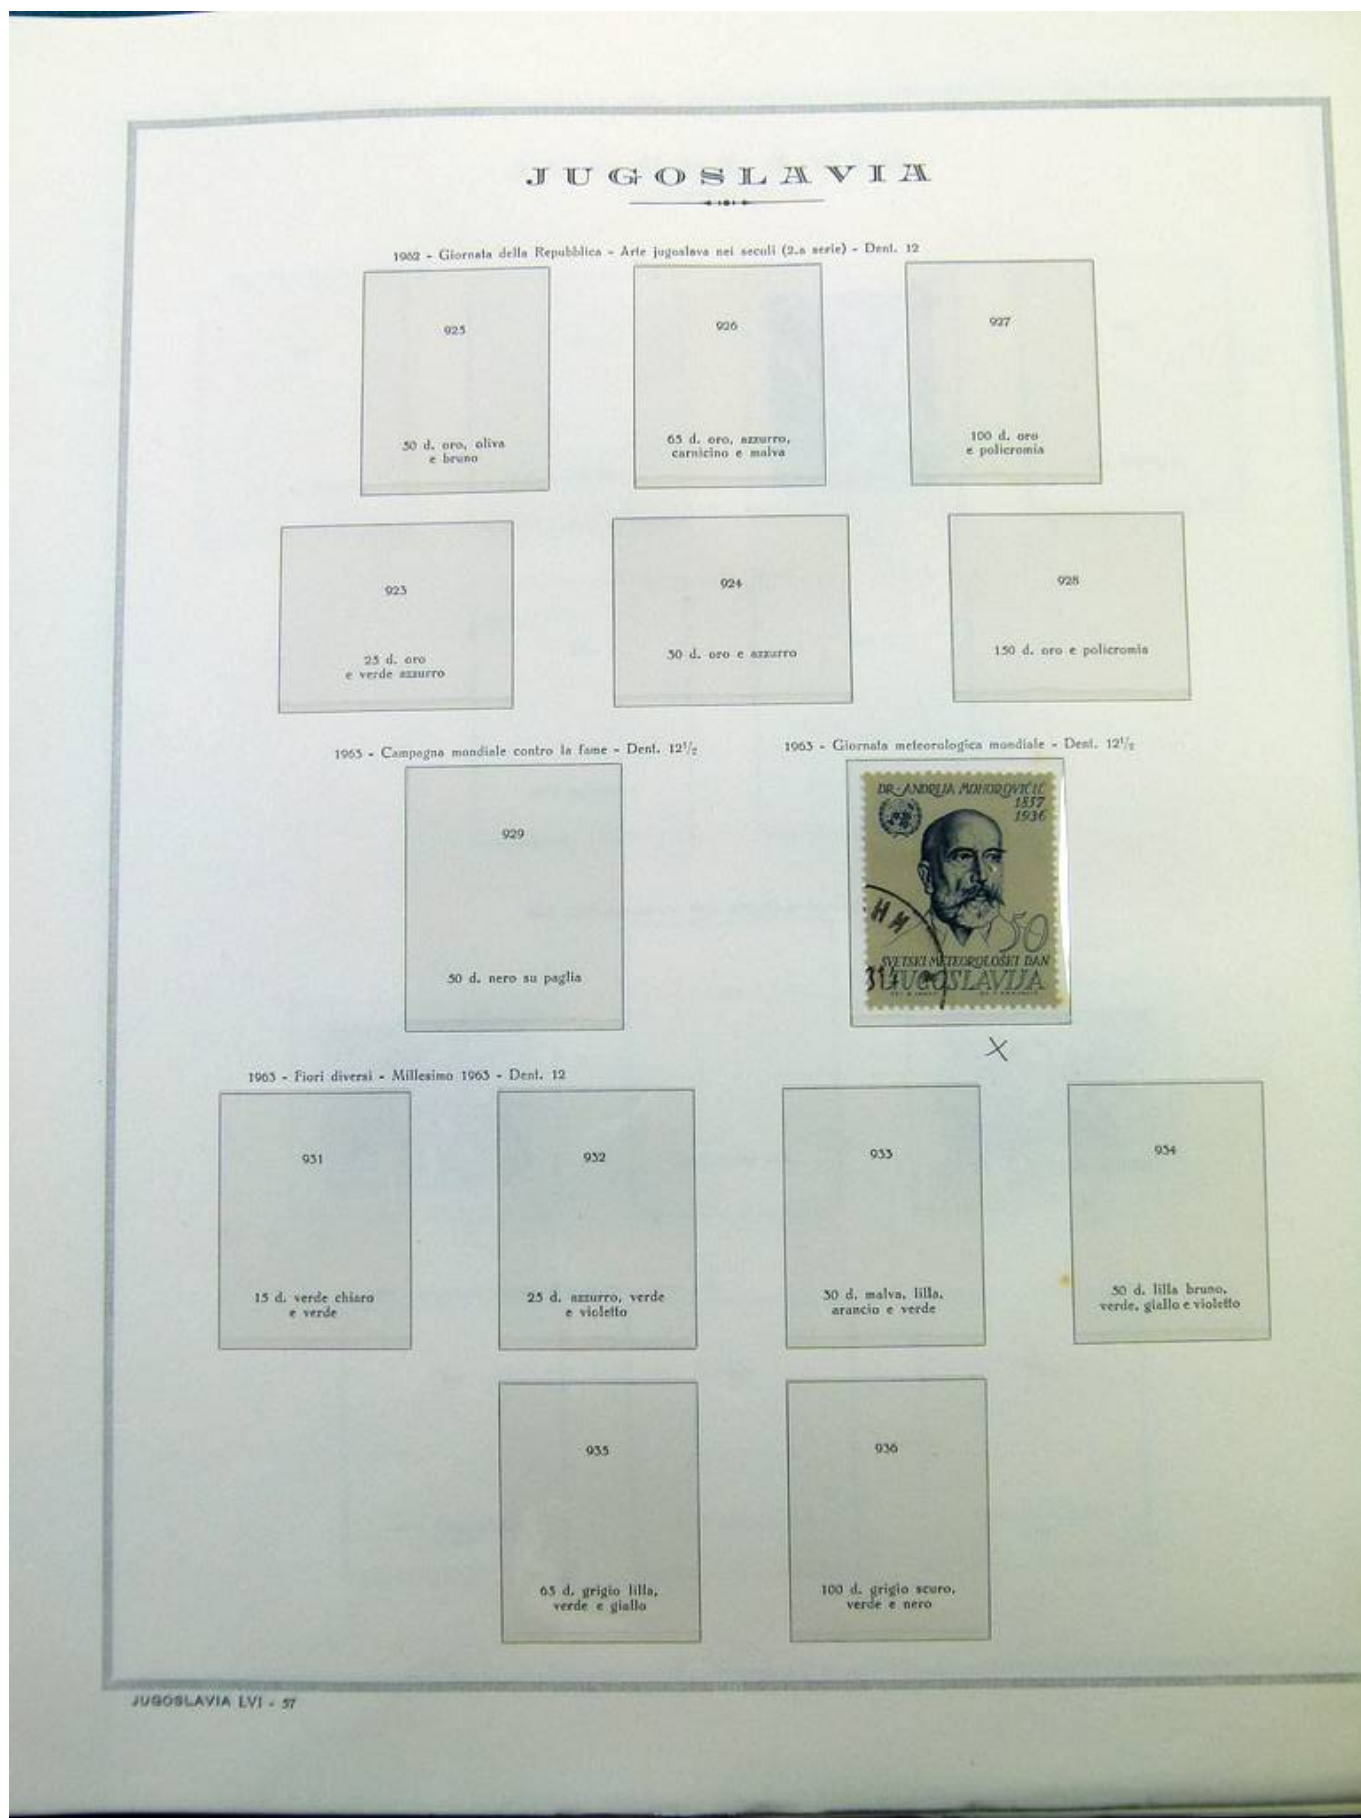 JUGOSLAVIA
1962 - Giornata della Repubblica - Arte jugoslava nei secoli (2.a serie) - Dent. 12
925
926
927
50 d. oro, oliva
e bruno
65 d. oro, azzurro,
carnicino e malva
100 d. oro
e policromia
923
924
928
25 d. oro
e verde azzurro
30 d. oro e azzurro
150 d. oro e policromia
1963 - Campagna mondiale contro la fame - Dent. 12½
1963 - Giornata meteorologica mondiale - Dent. 12½
929
50 d. nero su paglia
DR. ANDRIJA MOHOROVIČIĆ
1857
1936
50
SVETSKI METEOROLOŠKI DAN
JUGOSLAVIJA
X
1963 - Fiori diversi - Millesimo 1963 - Dent. 12
931
932
933
934
15 d. verde chiaro
e verde
25 d. azzurro, verde
e violetto
30 d. malva, lilla,
arancio e verde
50 d. lilla bruno,
verde, giallo e violetto
935
936
65 d. grigio lilla,
verde e giallo
100 d. grigio scuro,
verde e nero
JUGOSLAVIA LVI - 57